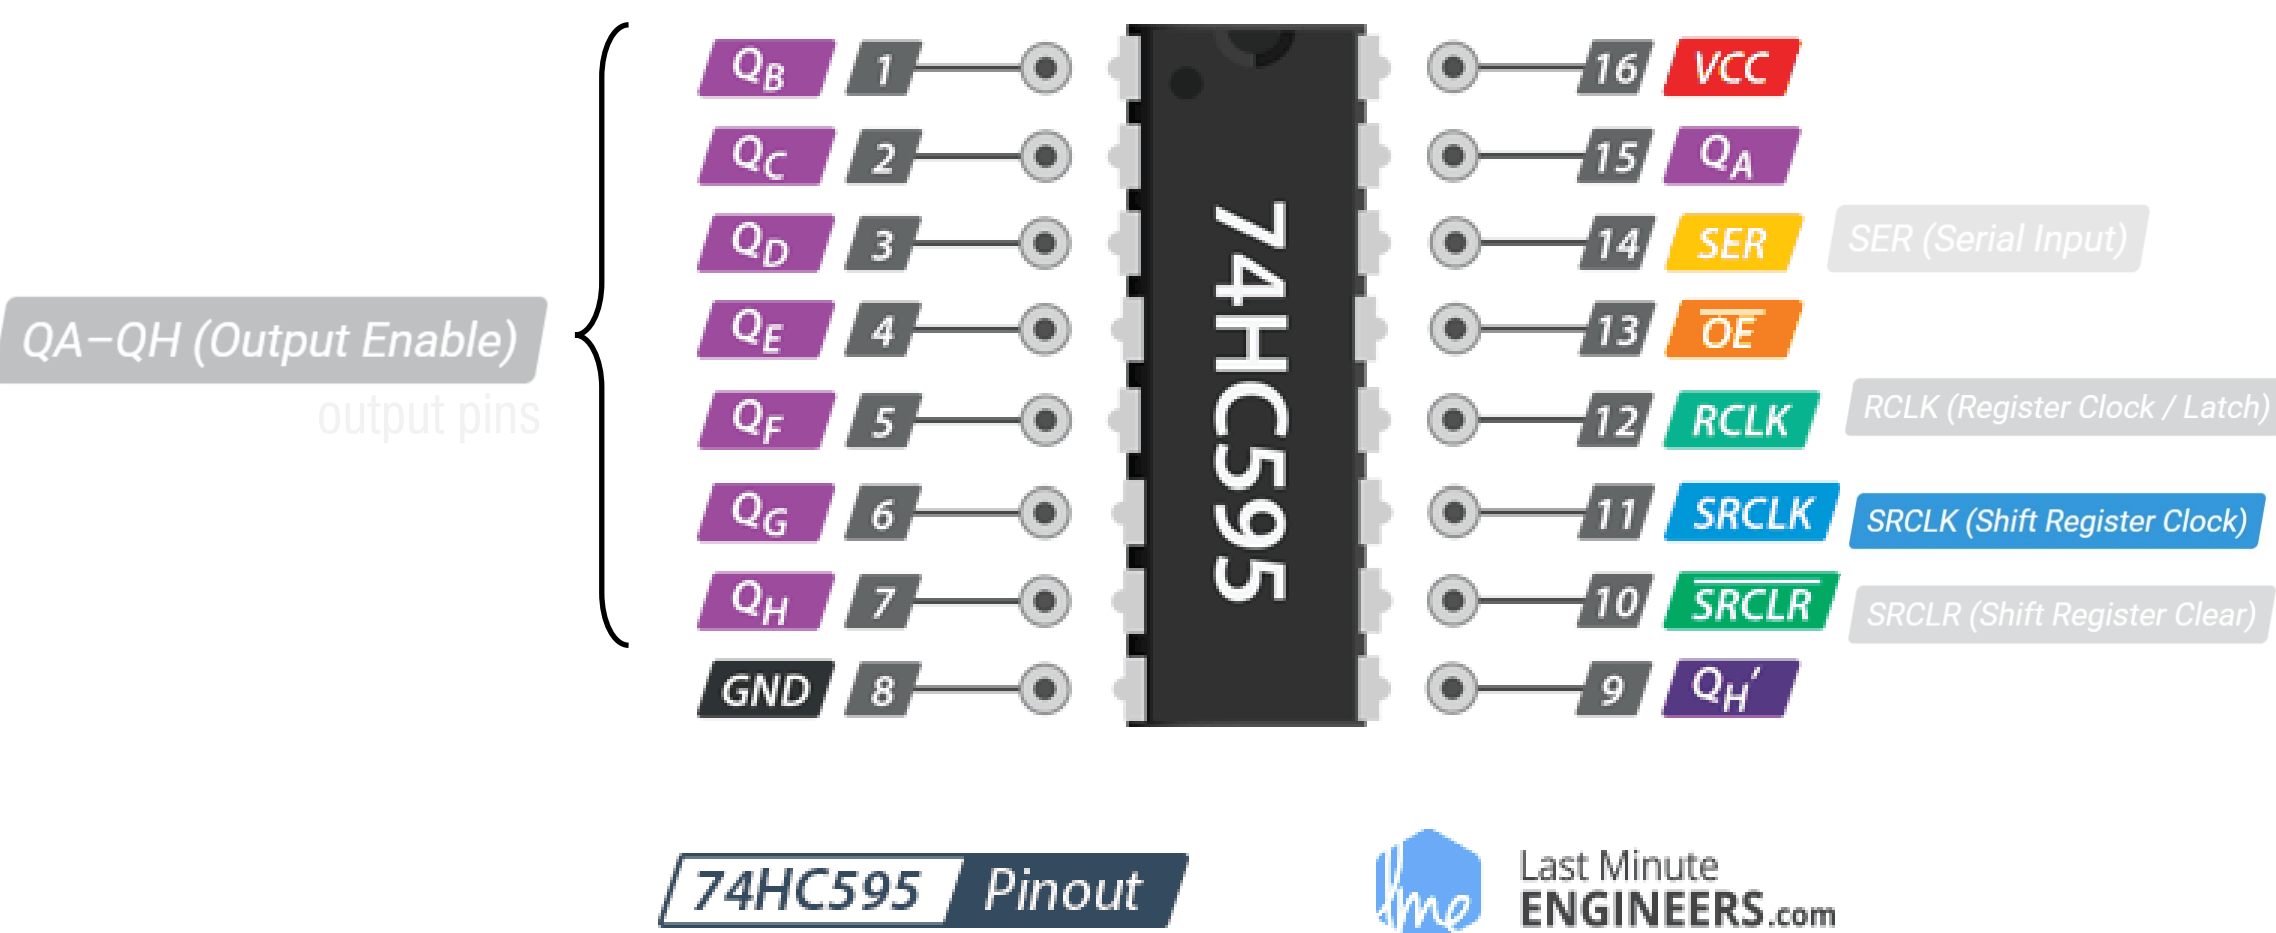 QB 1 16 VCC
QC 2 15 QA
QD 3 14 SER SER (Serial Input)
QE 4 13 OE
QA–QH (Output Enable)
output pins
QF 5 12 RCLK RCLK (Register Clock / Latch)
QG 6 11 SRCLK SRCLK (Shift Register Clock)
QH 7 10 SRCLR SRCLR (Shift Register Clear)
GND 8 9 QH′
74HC595
74HC595 Pinout
lme
Last Minute
ENGINEERS.com